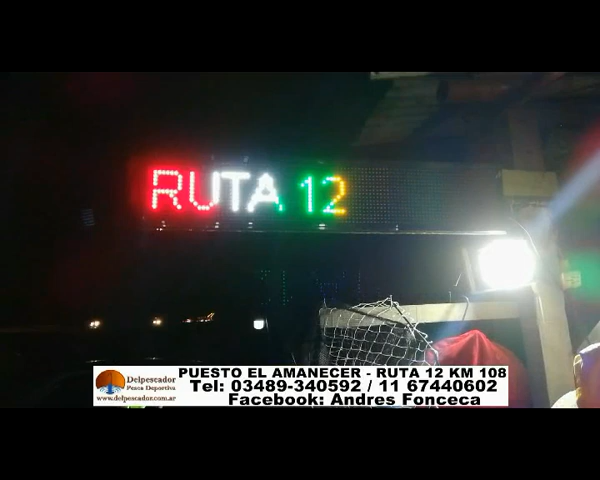 RUTA 12
Delpescador
Pesca Deportiva
www.delpescador.com.ar
PUESTO EL AMANECER - RUTA 12 KM 108
Tel: 03489-340592 / 11 67440602
Facebook: Andres Fonceca